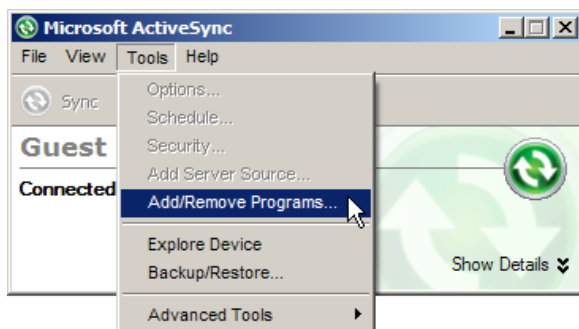 Microsoft ActiveSync
File View Tools Help
Sync
Guest
Connected
Options...
Schedule...
Security...
Add Server Source...
Add/Remove Programs...
Explore Device
Backup/Restore...
Advanced Tools
Show Details